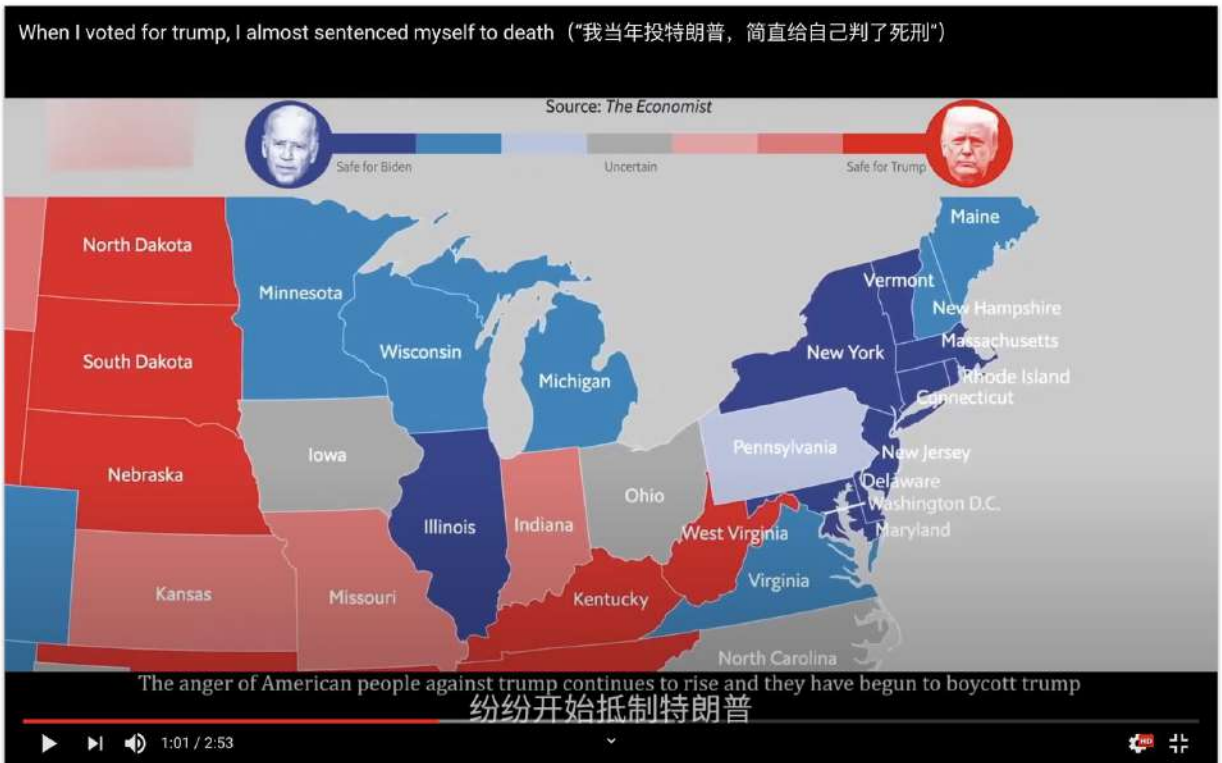 When I voted for trump, I almost sentenced myself to death（“我当年投特朗普，简直给自己判了死刑”）
Source: The Economist
Safe for Biden
Uncertain
Safe for Trump
Maine
North Dakota
Vermont
Minnesota
New Hampshire
Massachusetts
Wisconsin
New York
South Dakota
Michigan
Rhode Island
Connecticut
Pennsylvania
New Jersey
Iowa
Nebraska
Delaware
Ohio
Washington D.C.
Illinois
Indiana
West Virginia
Maryland
Virginia
Kansas
Missouri
Kentucky
North Carolina
The anger of American people against trump continues to rise and they have begun to boycott trump
纷纷开始抵制特朗普
1:01 / 2:53
HD